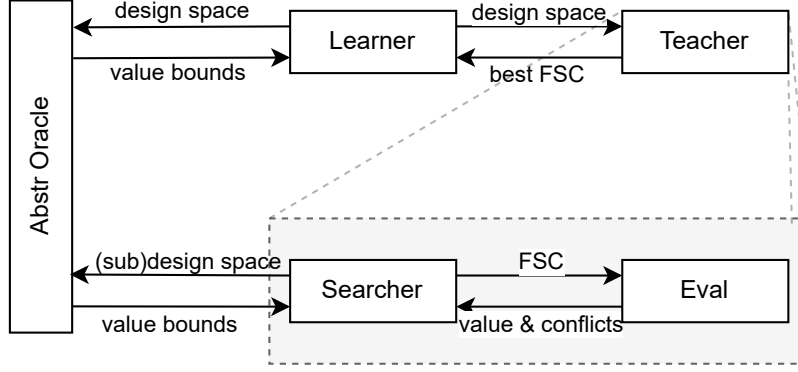 design space
design space
Learner
Teacher
value bounds
best FSC
Abstr Oracle
(sub)design space
FSC
Searcher
Eval
value bounds
value & conflicts